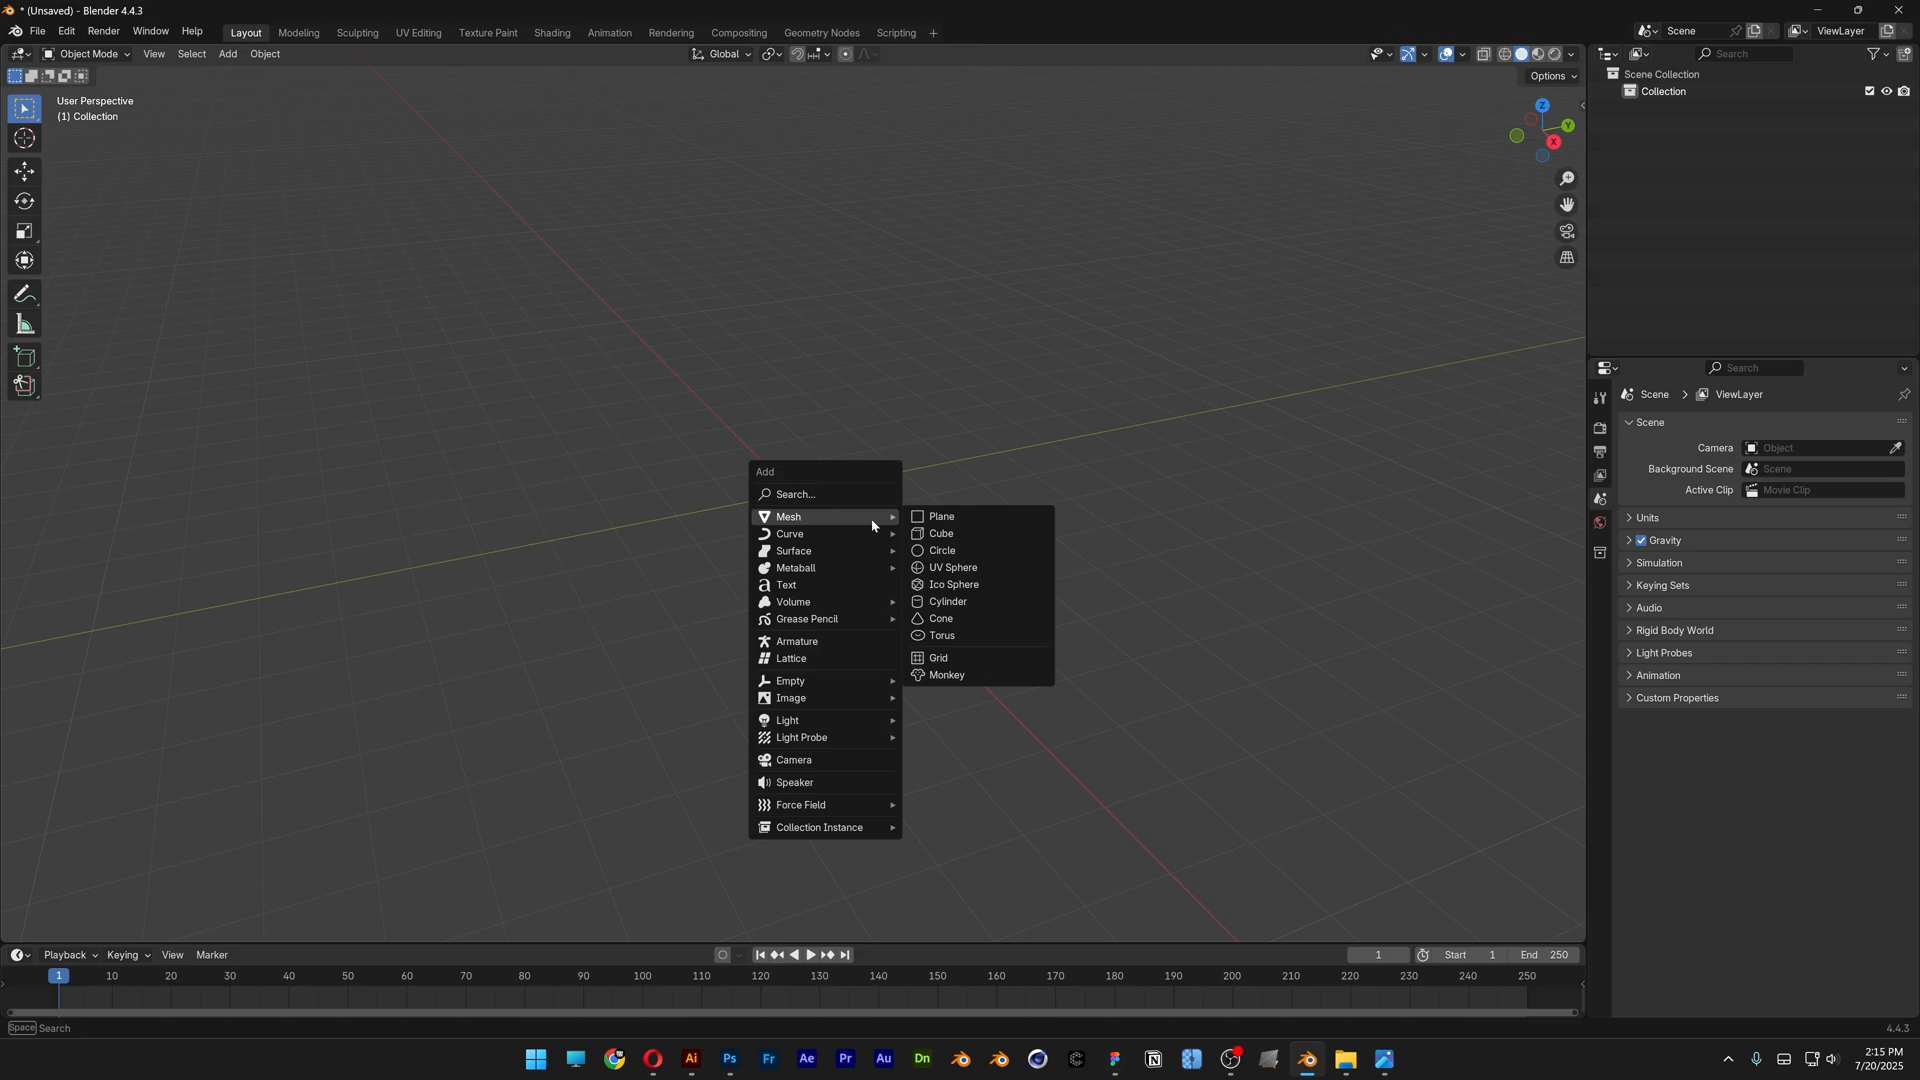 * (Unsaved) - Blender 4.4.3
File Edit Render Window Help Layout Modeling Sculpting UV Editing Texture Paint Shading Animation Rendering Compositing Geometry Nodes Scripting + Scene ViewLayer
Object Mode View Select Add Object Global Search
Options
User Perspective
(1) Collection
Z
Y
X
Scene Collection
Collection
Search
Scene > ViewLayer
Scene
Camera Object
Background Scene Scene
Active Clip Movie Clip
Units
Gravity
Simulation
Keying Sets
Audio
Rigid Body World
Light Probes
Animation
Custom Properties
Add
Search...
Mesh
Curve
Surface
Metaball
Text
Volume
Grease Pencil
Armature
Lattice
Empty
Image
Light
Light Probe
Camera
Speaker
Force Field
Collection Instance
Plane
Cube
Circle
UV Sphere
Ico Sphere
Cylinder
Cone
Torus
Grid
Monkey
Playback Keying View Marker 1 Start 1 End 250
1 10 20 30 40 50 60 70 80 90 100 110 120 130 140 150 160 170 180 190 200 210 220 230 240 250
Space Search 4.4.3
Ai Ps Fr Ae Pr Au Dn
2:15 PM
7/20/2025